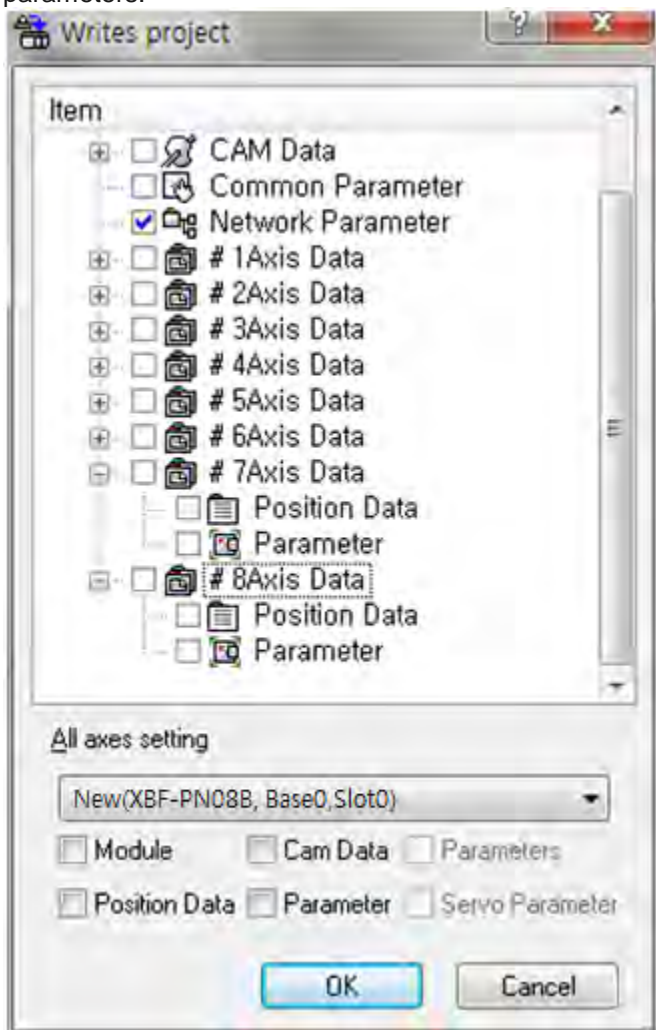 parameters.
Writes project
Item
CAM Data
Common Parameter
Network Parameter
# 1Axis Data
# 2Axis Data
# 3Axis Data
# 4Axis Data
# 5Axis Data
# 6Axis Data
# 7Axis Data
Position Data
Parameter
# 8Axis Data
Position Data
Parameter
All axes setting
New(XBF-PN08B, Base0,Slot0)
Module Cam Data Parameters
Position Data Parameter Servo Parameter
OK Cancel